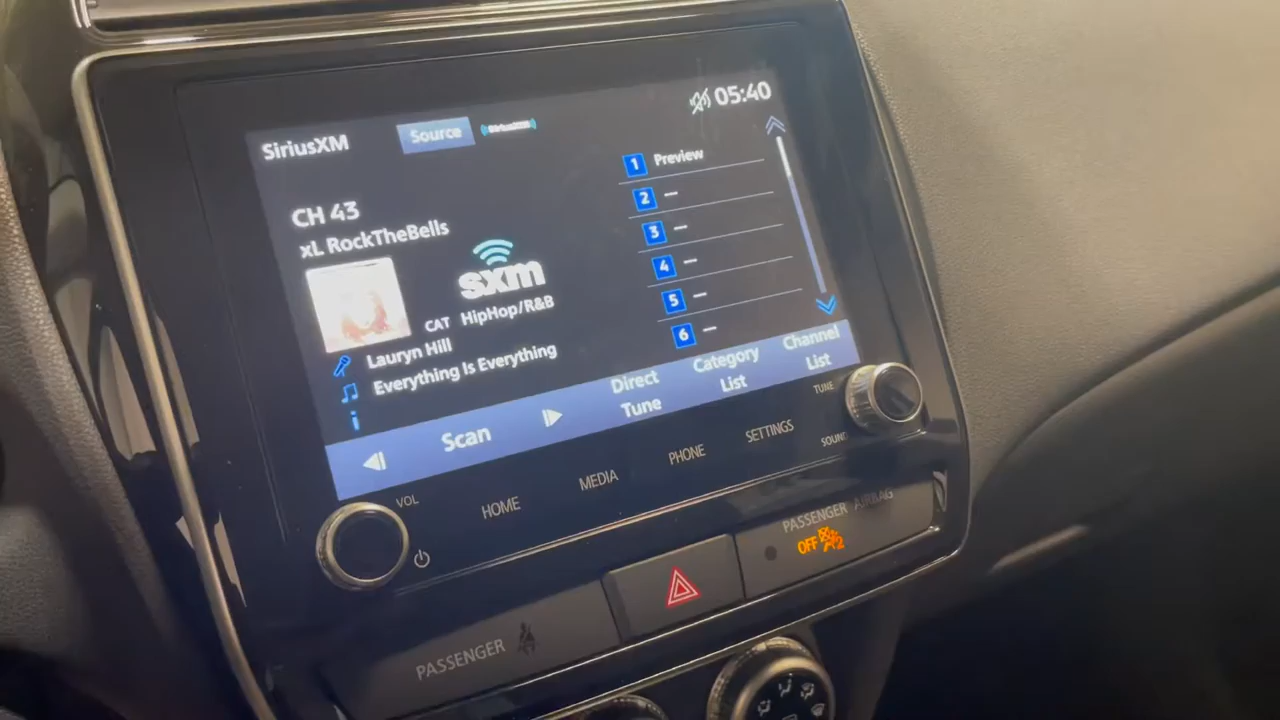 SiriusXM
Source
SiriusXM
05:40
CH 43
xL RockTheBells
sxm
CAT HipHop/R&B
Lauryn Hill
Everything Is Everything
i
1 Preview
2 ---
3 ---
4 ---
5 ---
6 ---
Scan
Direct Tune
Category List
Channel List
VOL
HOME
MEDIA
PHONE
SETTINGS
TUNE
SOUND
PASSENGER AIRBAG
OFF 2
PASSENGER